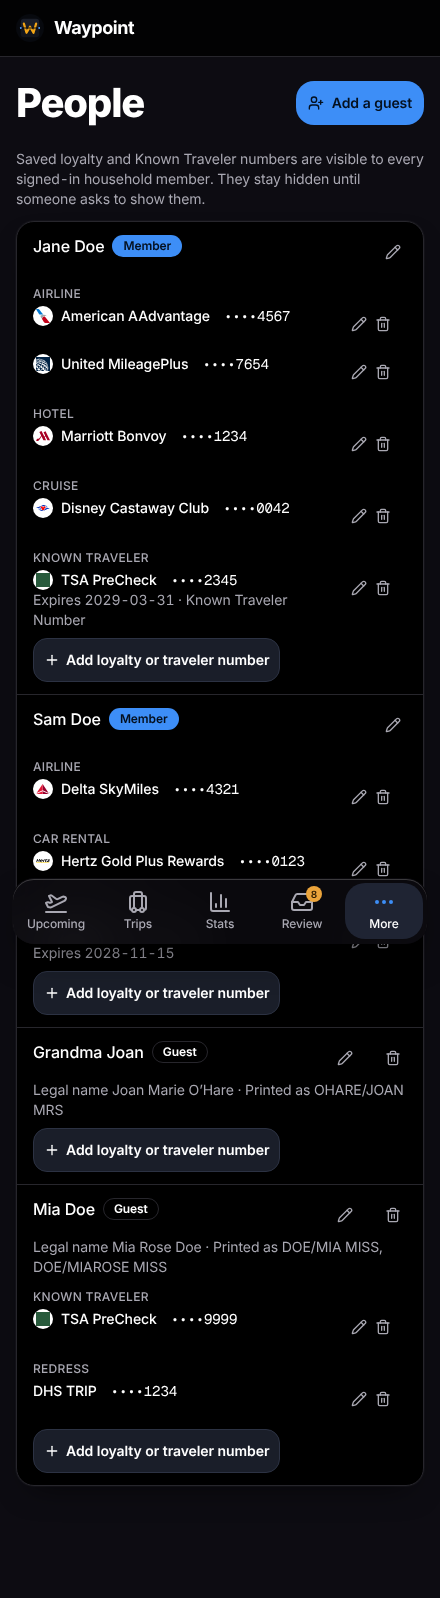 Waypoint
People
Add a guest
Saved loyalty and Known Traveler numbers are visible to every
signed-in household member. They stay hidden until
someone asks to show them.
Jane Doe Member
AIRLINE
American AAdvantage ••••4567
United MileagePlus ••••7654
HOTEL
Marriott Bonvoy ••••1234
CRUISE
Disney Castaway Club ••••0042
KNOWN TRAVELER
TSA PreCheck ••••2345
Expires 2029-03-31 · Known Traveler
Number
Add loyalty or traveler number
Sam Doe Member
AIRLINE
Delta SkyMiles ••••4321
CAR RENTAL
Hertz Gold Plus Rewards ••••0123
Upcoming Trips Stats Review 8 More
Expires 2028-11-15
Add loyalty or traveler number
Grandma Joan Guest
Legal name Joan Marie O’Hare · Printed as OHARE/JOAN
MRS
Add loyalty or traveler number
Mia Doe Guest
Legal name Mia Rose Doe · Printed as DOE/MIA MISS,
DOE/MIAROSE MISS
KNOWN TRAVELER
TSA PreCheck ••••9999
REDRESS
DHS TRIP ••••1234
Add loyalty or traveler number